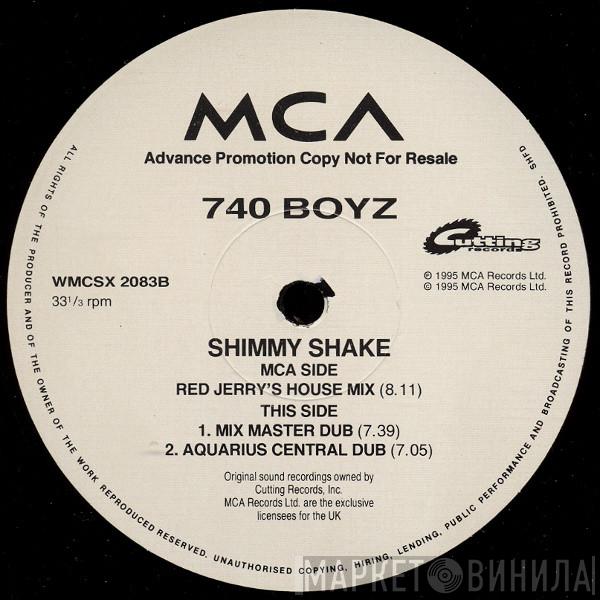 MCA
Advance Promotion Copy Not For Resale
740 BOYZ
Cutting
records
WMCSX 2083B
33 1/3 rpm
℗ 1995 MCA Records Ltd.
© 1995 MCA Records Ltd.
SHIMMY SHAKE
MCA SIDE
RED JERRY'S HOUSE MIX (8.11)
THIS SIDE
1. MIX MASTER DUB (7.39)
2. AQUARIUS CENTRAL DUB (7.05)
Original sound recordings owned by
Cutting Records, Inc.
MCA Records Ltd. are the exclusive
licensees for the UK
ALL RIGHTS OF THE PRODUCER AND OF THE OWNER OF THE WORK REPRODUCED RESERVED. UNAUTHORISED COPYING, HIRING, LENDING, PUBLIC PERFORMANCE AND BROADCASTING OF THIS RECORD PROHIBITED. SHFD
МАРКЕТ ВИНИЛА